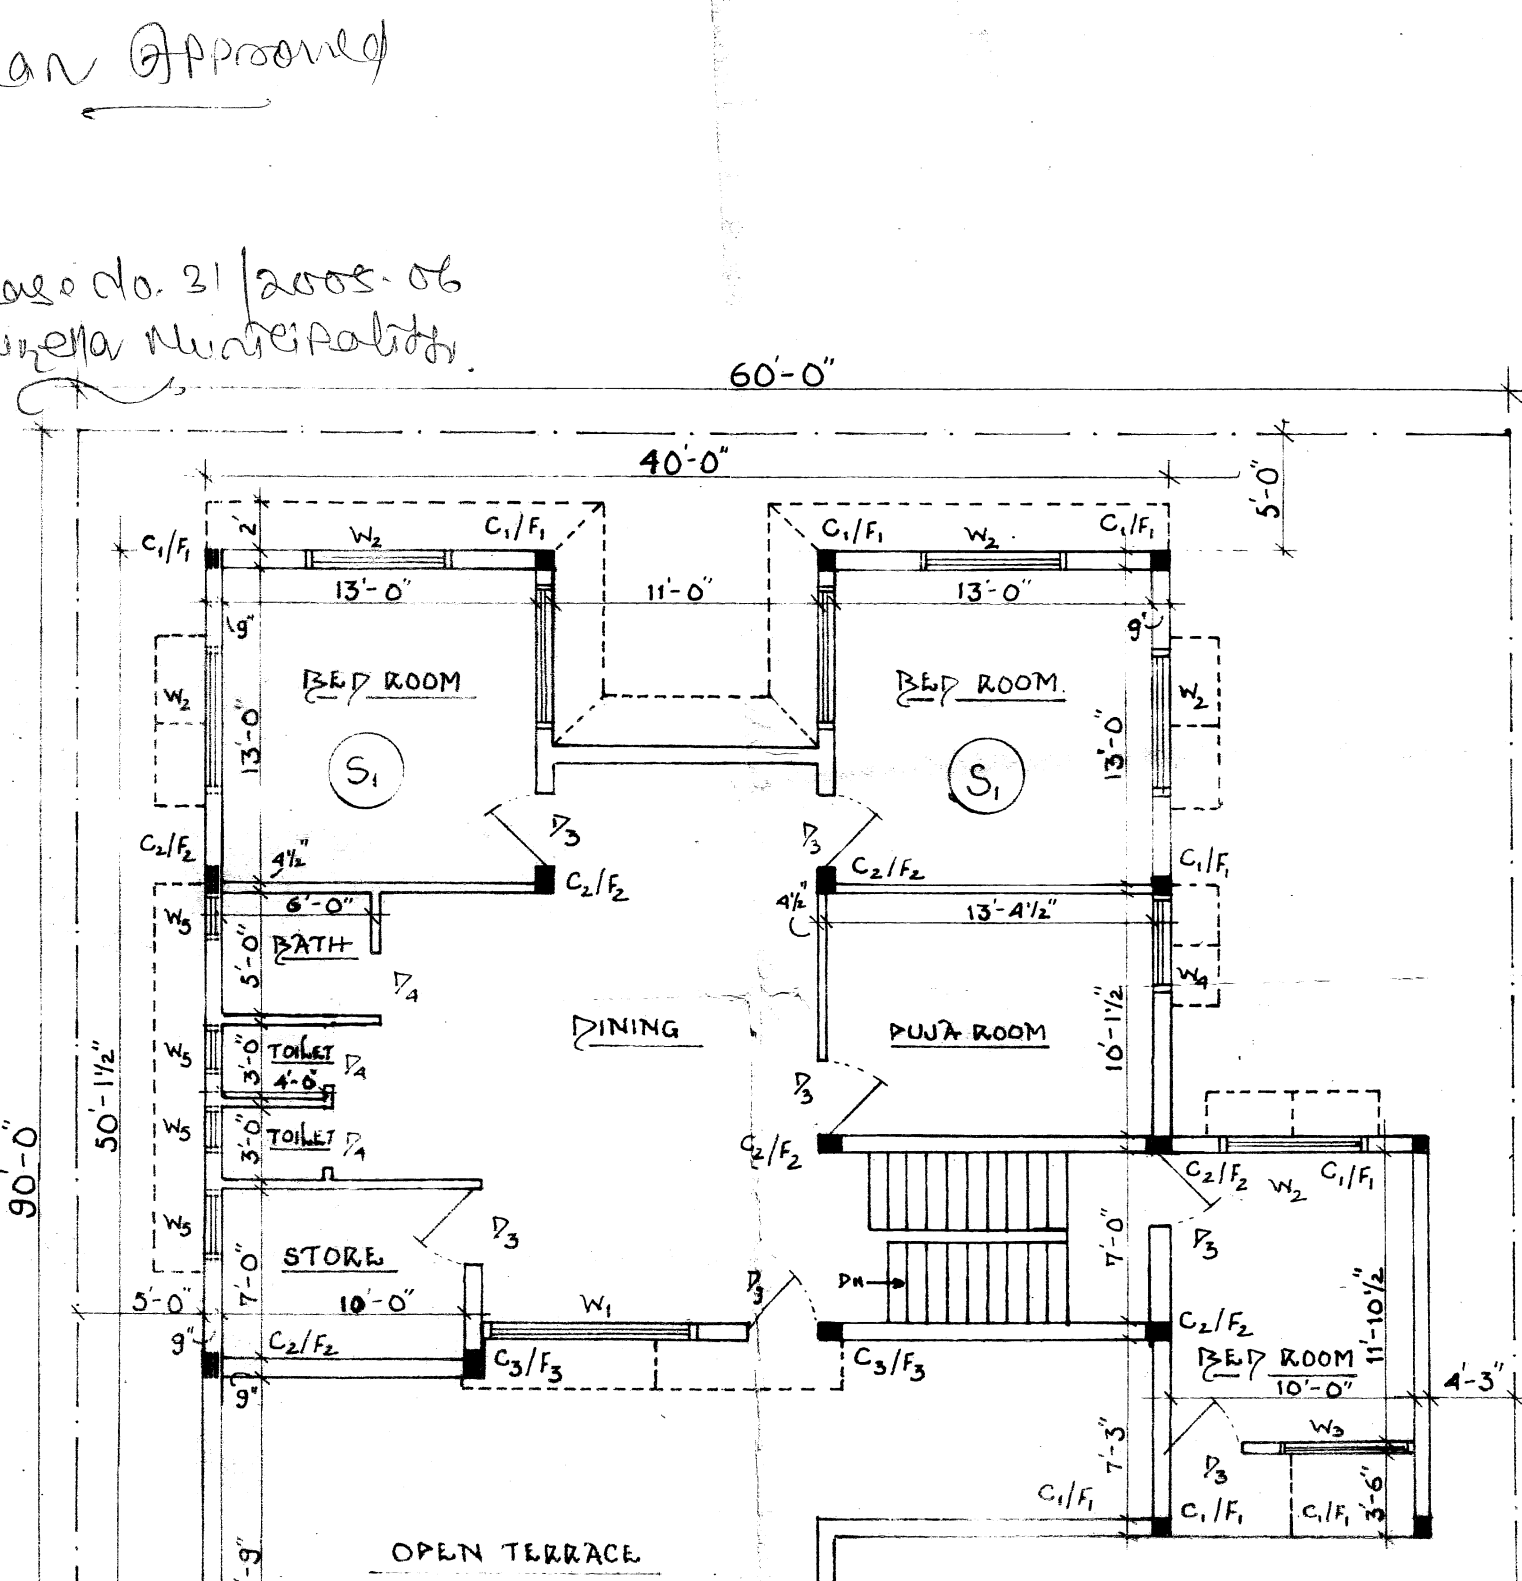 Approved
No. 31/2005-06
Municipality.
60'-0"
40'-0"
5'-0"
2'
C1/F1
W2
C1/F1
C1/F1
W2
C1/F1
13'-0"
11'-0"
13'-0"
9"
9"
BED ROOM
BED ROOM
W2
W2
13'-0"
13'-0"
S1
S1
D3
D3
C2/F2
4½"
C2/F2
C2/F2
C1/F1
6'-0"
4½"
13'-4½"
W5
BATH
5'-0"
D4
W4
DINING
PUJA ROOM
10'-1½"
50'-1½"
W5
3'-0"
TOILET
D4
4'-0"
D3
W5
3'-0"
TOILET
D4
C2/F2
C2/F2
C1/F1
W2
90'-0"
W5
D3
D3
STORE
7'-0"
7'-0"
DN
D3
5'-0"
10'-0"
W1
11'-10½"
9"
C2/F2
C3/F3
C3/F3
C2/F2
BED ROOM
10'-0"
4'-3"
9"
W3
7'-3"
D3
3'-6"
C1/F1
C1/F1
C1/F1
OPEN TERRACE
-9"